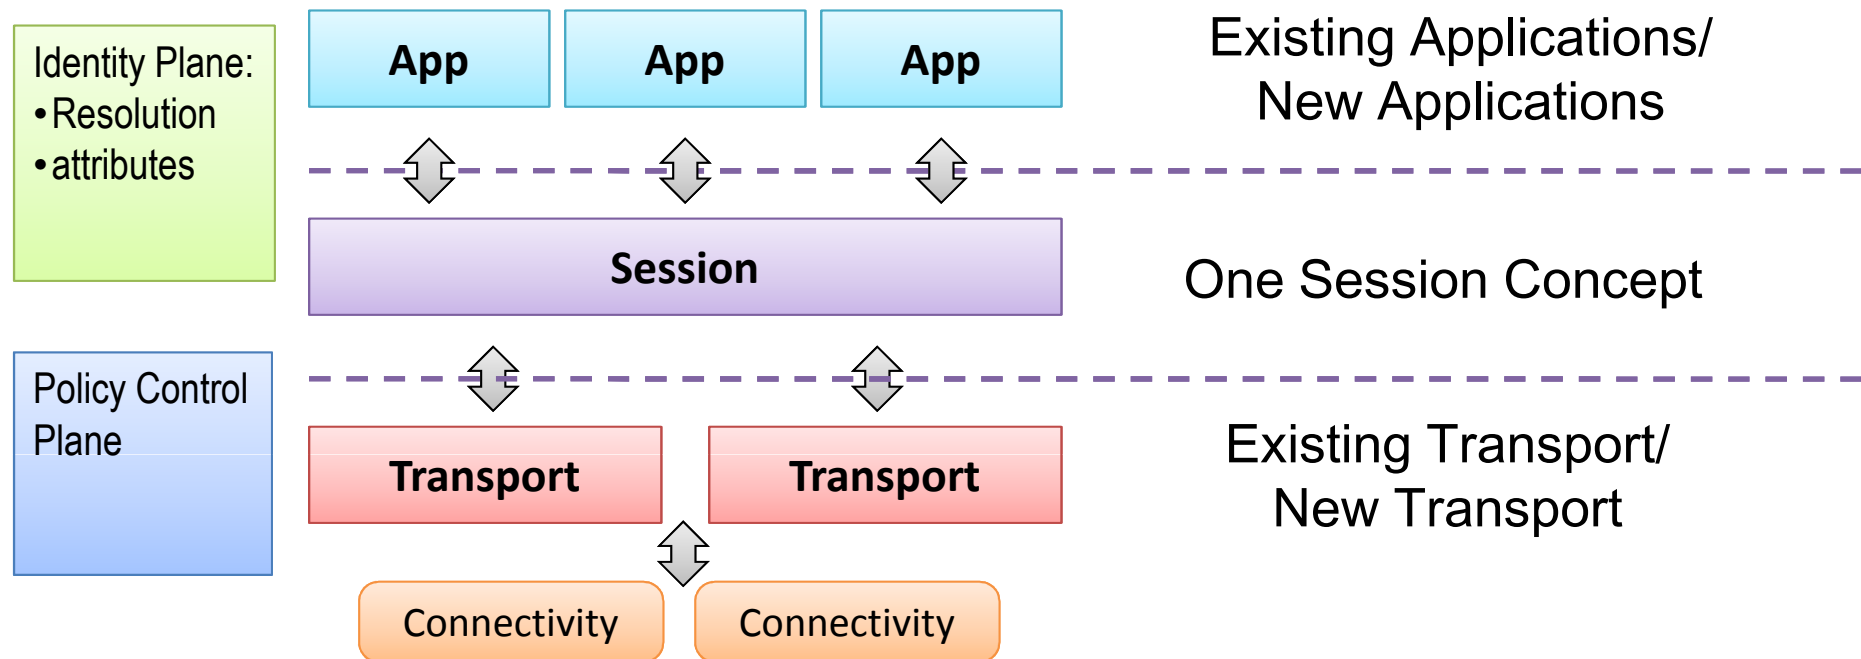 Identity Plane:
•Resolution
•attributes
App
App
App
Existing Applications/
New Applications
Session
One Session Concept
Policy Control
Plane
Transport
Transport
Existing Transport/
New Transport
Connectivity
Connectivity